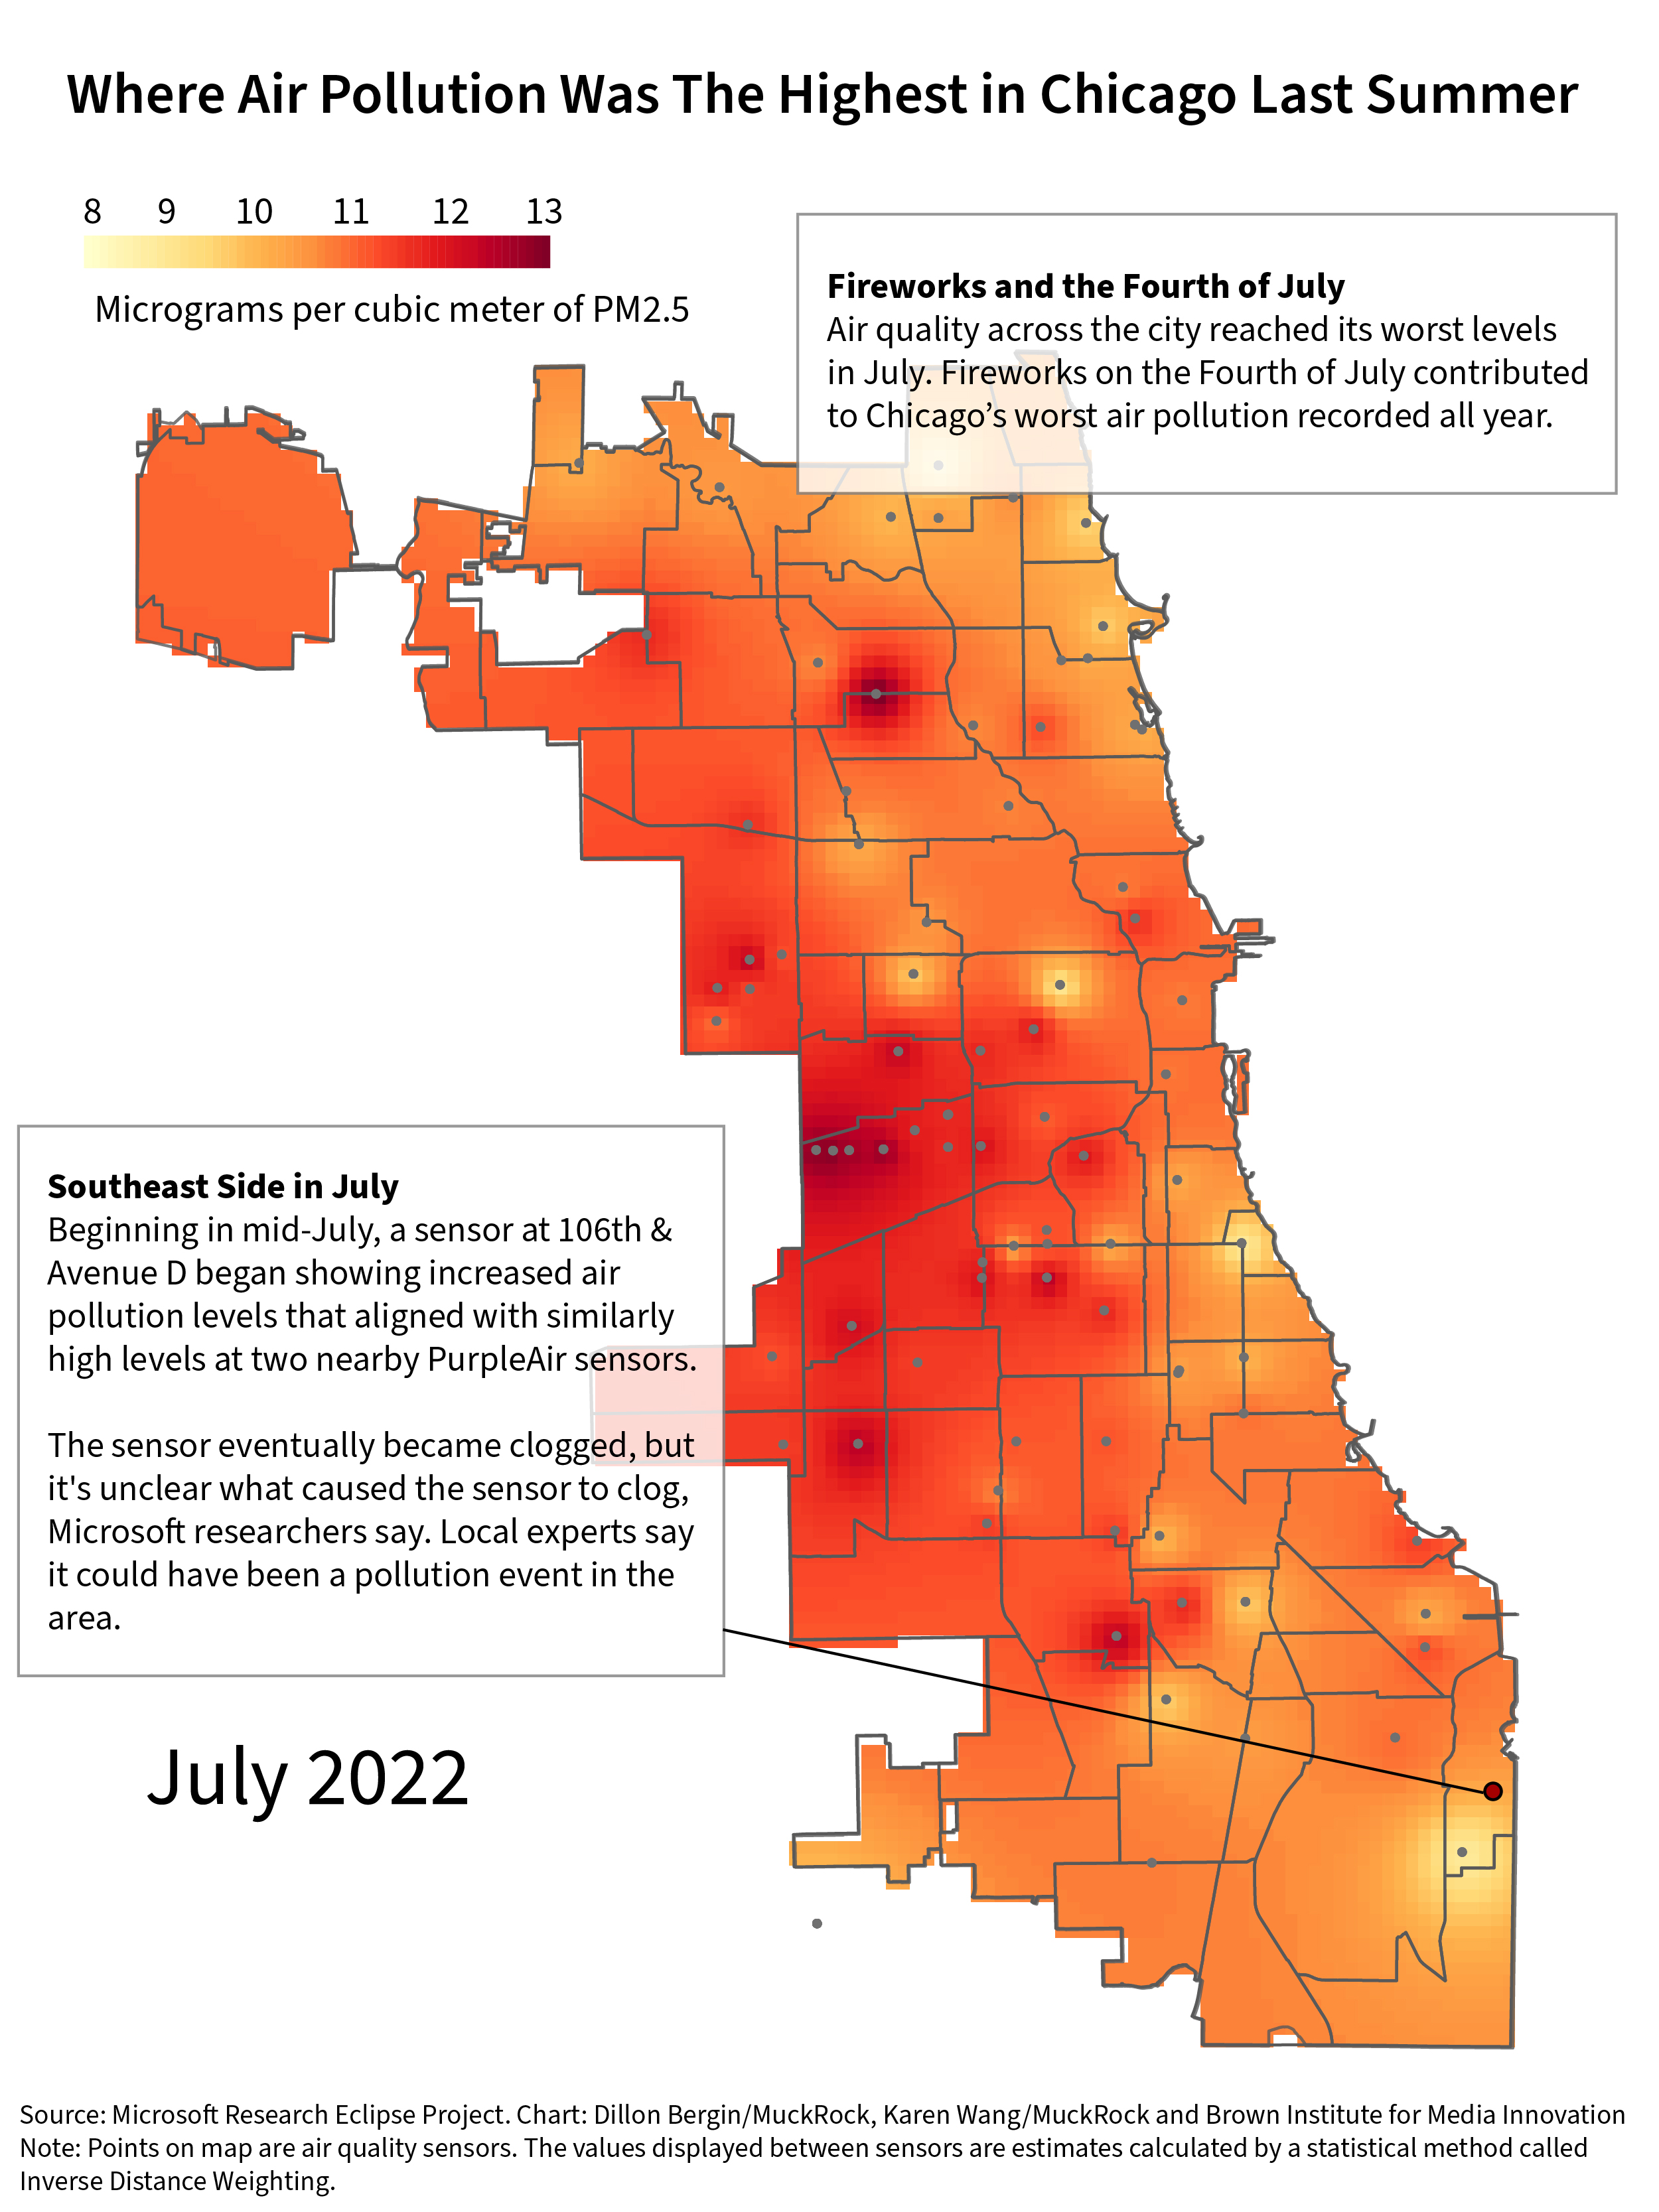 Where Air Pollution Was The Highest in Chicago Last Summer
8 9 10 11 12 13
Micrograms per cubic meter of PM2.5
Fireworks and the Fourth of July
Air quality across the city reached its worst levels
in July. Fireworks on the Fourth of July contributed
to Chicago’s worst air pollution recorded all year.
Southeast Side in July
Beginning in mid-July, a sensor at 106th &
Avenue D began showing increased air
pollution levels that aligned with similarly
high levels at two nearby PurpleAir sensors.
The sensor eventually became clogged, but
it's unclear what caused the sensor to clog,
Microsoft researchers say. Local experts say
it could have been a pollution event in the
area.
July 2022
Source: Microsoft Research Eclipse Project. Chart: Dillon Bergin/MuckRock, Karen Wang/MuckRock and Brown Institute for Media Innovation
Note: Points on map are air quality sensors. The values displayed between sensors are estimates calculated by a statistical method called
Inverse Distance Weighting.